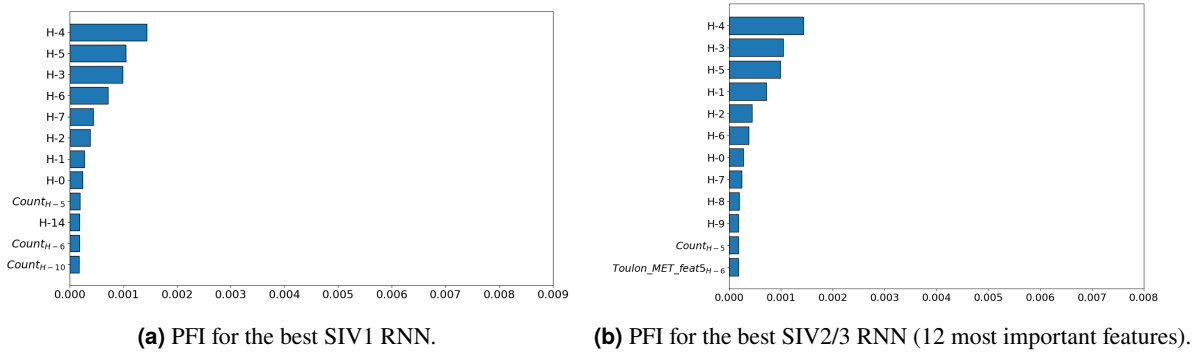 H-4
H-5
H-3
H-6
H-7
H-2
H-1
H-0
Count_{H-5}
H-14
Count_{H-6}
Count_{H-10}
0.000 0.001 0.002 0.003 0.004 0.005 0.006 0.007 0.008 0.009
(a) PFI for the best SIV1 RNN.
H-4
H-3
H-5
H-1
H-2
H-6
H-0
H-7
H-8
H-9
Count_{H-5}
Toulon_MET_feat5_{H-6}
0.000 0.001 0.002 0.003 0.004 0.005 0.006 0.007 0.008
(b) PFI for the best SIV2/3 RNN (12 most important features).